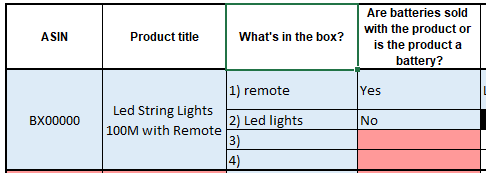 ASIN
Product title
What's in the box?
Are batteries sold
with the product or
is the product a
battery?
BX00000
Led String Lights
100M with Remote
1) remote
Yes
2) Led lights
No
3)
4)